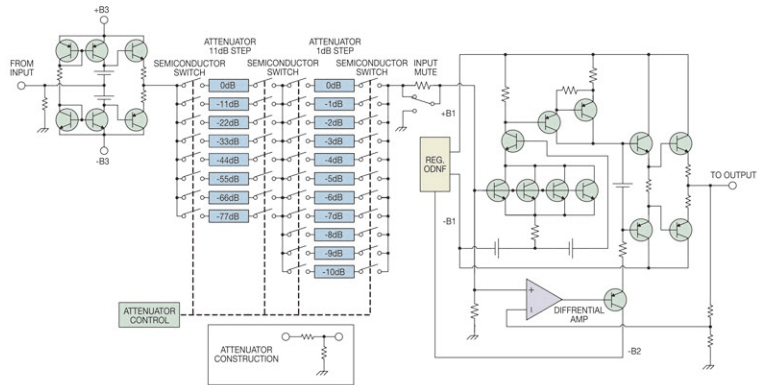 +B3
FROM
INPUT
-B3
ATTENUATOR
11dB STEP
SEMICONDUCTOR
SWITCH
SEMICONDUCTOR
SWITCH
ATTENUATOR
1dB STEP
SEMICONDUCTOR
SWITCH
INPUT
MUTE
0dB
-11dB
-22dB
-33dB
-44dB
-55dB
-66dB
-77dB
0dB
-1dB
-2dB
-3dB
-4dB
-5dB
-6dB
-7dB
-8dB
-9dB
-10dB
+B1
REG.
ODNF
-B1
TO OUTPUT
+
-
DIFFRENTIAL
AMP
-B2
ATTENUATOR
CONTROL
ATTENUATOR
CONSTRUCTION